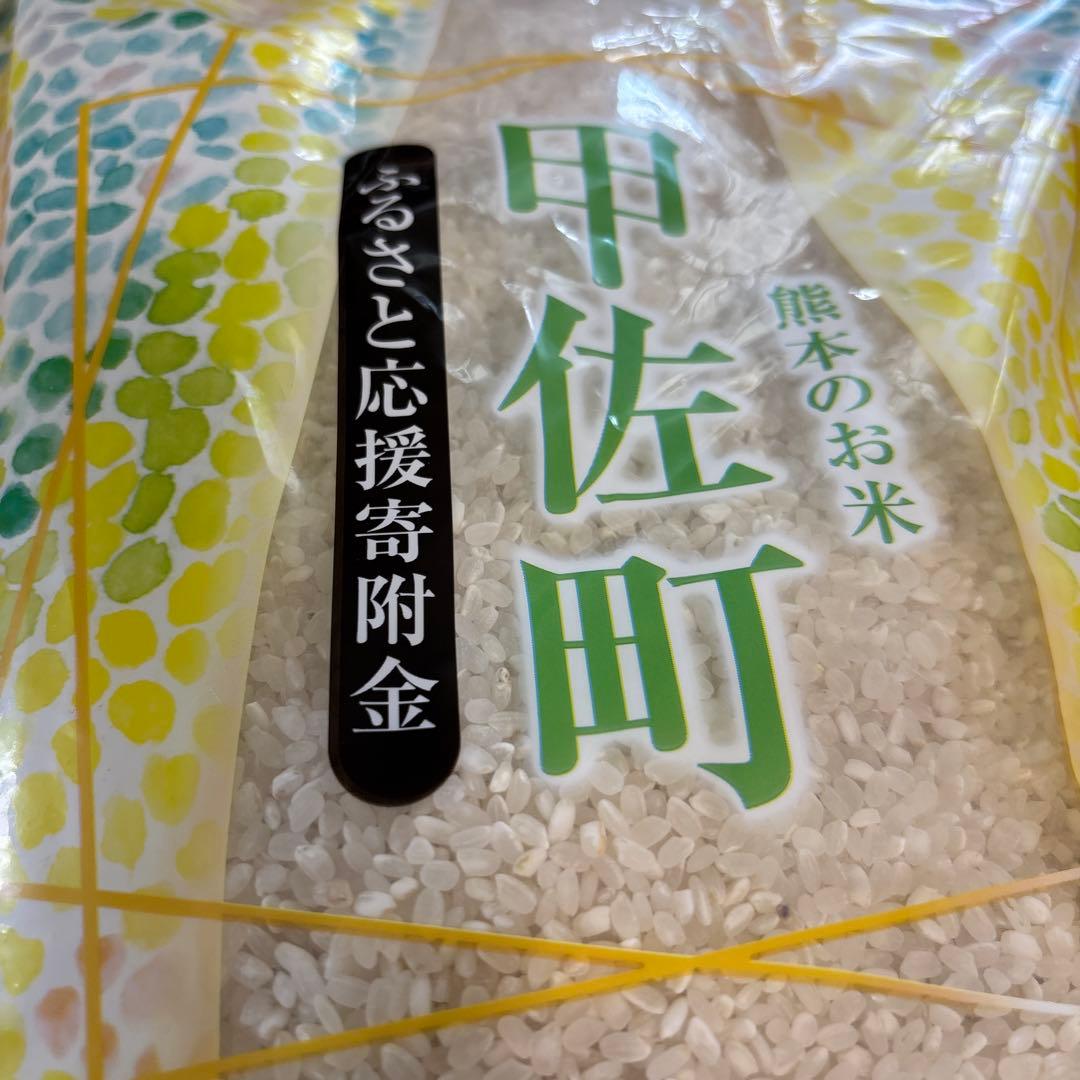 熊本のお米
甲佐町
ふるさと応援寄附金